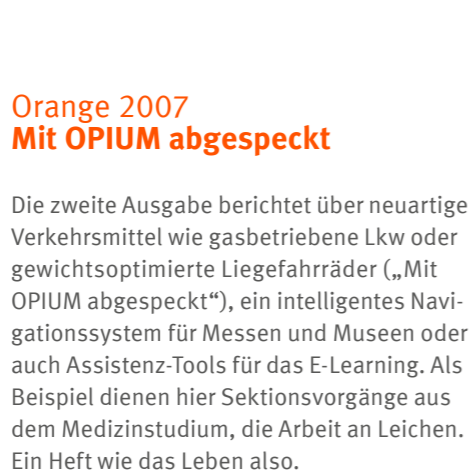 Orange 2007
Mit OPIUM abgespeckt
Die zweite Ausgabe berichtet über neuartige
Verkehrsmittel wie gasbetriebene Lkw oder
gewichtsoptimierte Liegefahrräder („Mit
OPIUM abgespeckt“), ein intelligentes Navi-
gationssystem für Messen und Museen oder
auch Assistenz-Tools für das E-Learning. Als
Beispiel dienen hier Sektionsvorgänge aus
dem Medizinstudium, die Arbeit an Leichen.
Ein Heft wie das Leben also.